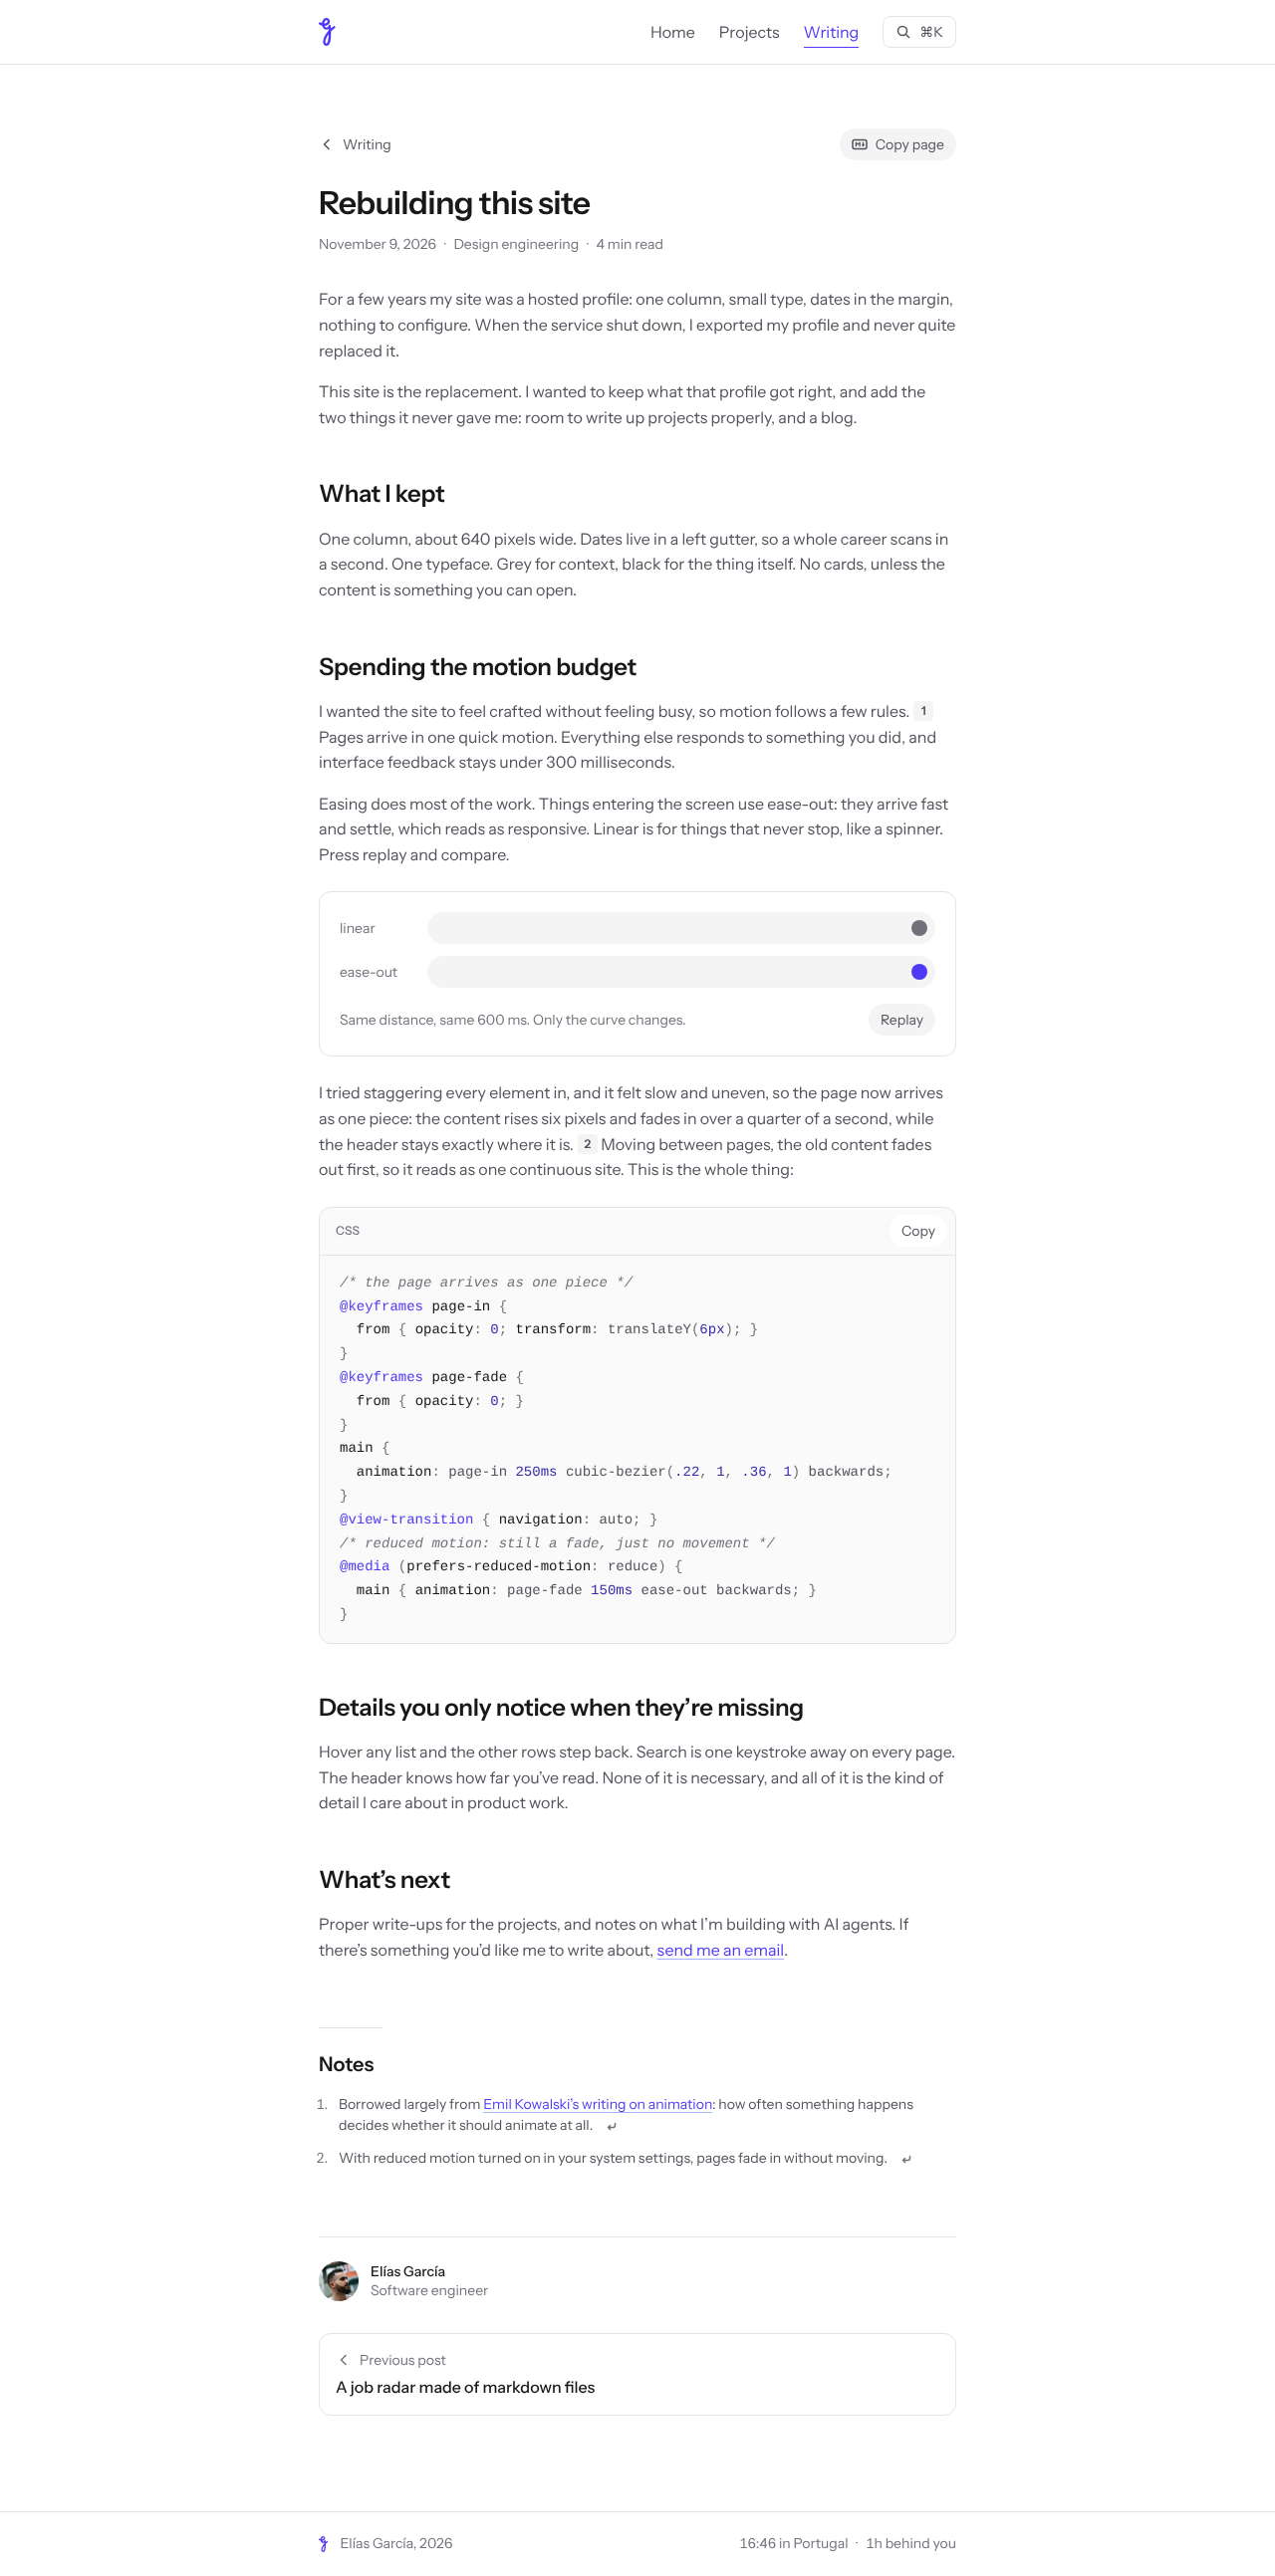 Home Projects Writing ⌘K
Writing Copy page
Rebuilding this site
November 9, 2026 · Design engineering · 4 min read
For a few years my site was a hosted profile: one column, small type, dates in the margin,
nothing to configure. When the service shut down, I exported my profile and never quite
replaced it.
This site is the replacement. I wanted to keep what that profile got right, and add the
two things it never gave me: room to write up projects properly, and a blog.
What I kept
One column, about 640 pixels wide. Dates live in a left gutter, so a whole career scans in
a second. One typeface. Grey for context, black for the thing itself. No cards, unless the
content is something you can open.
Spending the motion budget
I wanted the site to feel crafted without feeling busy, so motion follows a few rules. 1
Pages arrive in one quick motion. Everything else responds to something you did, and
interface feedback stays under 300 milliseconds.
Easing does most of the work. Things entering the screen use ease-out: they arrive fast
and settle, which reads as responsive. Linear is for things that never stop, like a spinner.
Press replay and compare.
linear
ease-out
Same distance, same 600 ms. Only the curve changes. Replay
I tried staggering every element in, and it felt slow and uneven, so the page now arrives
as one piece: the content rises six pixels and fades in over a quarter of a second, while
the header stays exactly where it is. 2 Moving between pages, the old content fades
out first, so it reads as one continuous site. This is the whole thing:
CSS Copy
/* the page arrives as one piece */
@keyframes page-in {
  from { opacity: 0; transform: translateY(6px); }
}
@keyframes page-fade {
  from { opacity: 0; }
}
main {
  animation: page-in 250ms cubic-bezier(.22, 1, .36, 1) backwards;
}
@view-transition { navigation: auto; }
/* reduced motion: still a fade, just no movement */
@media (prefers-reduced-motion: reduce) {
  main { animation: page-fade 150ms ease-out backwards; }
}
Details you only notice when they’re missing
Hover any list and the other rows step back. Search is one keystroke away on every page.
The header knows how far you’ve read. None of it is necessary, and all of it is the kind of
detail I care about in product work.
What’s next
Proper write-ups for the projects, and notes on what I’m building with AI agents. If
there’s something you’d like me to write about, send me an email.
Notes
1. Borrowed largely from Emil Kowalski’s writing on animation: how often something happens
decides whether it should animate at all. ↵
2. With reduced motion turned on in your system settings, pages fade in without moving. ↵
Elías García
Software engineer
Previous post
A job radar made of markdown files
Elías García, 2026 16:46 in Portugal · 1h behind you